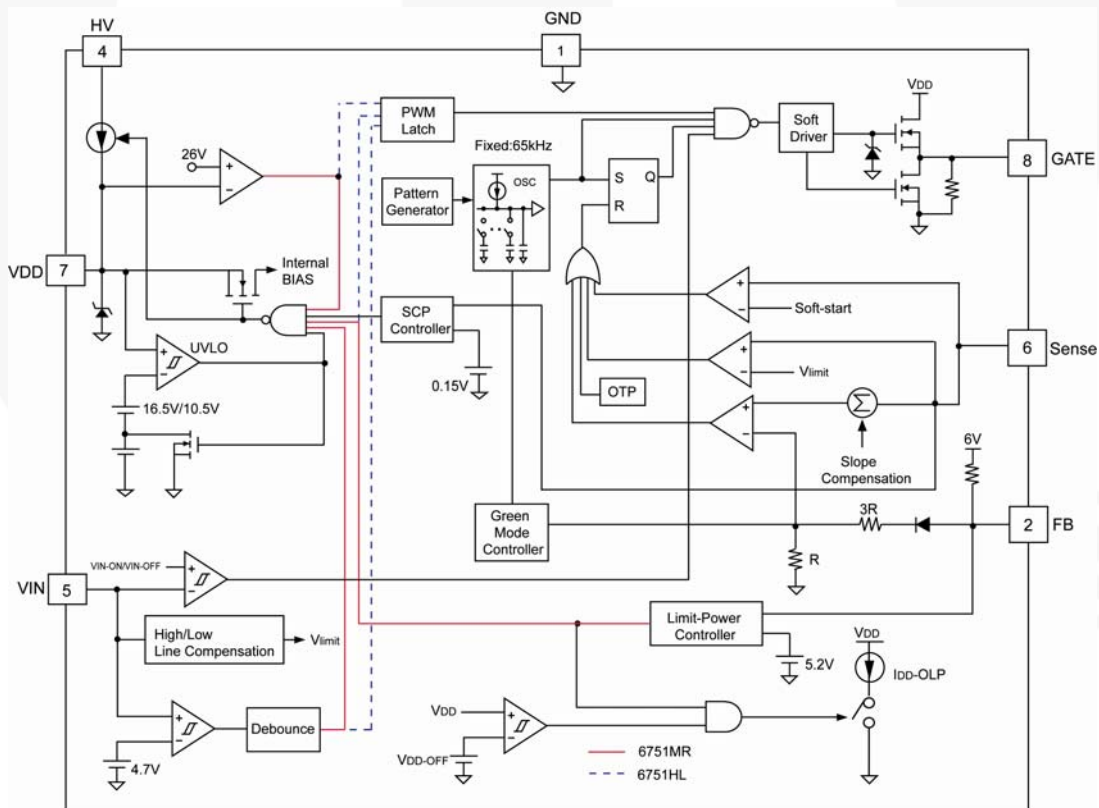 HV
4
GND
1
PWM
Latch
VDD
Soft
Driver
8
GATE
Fixed:65kHz
26V
+
−
Pattern
Generator
OSC
S
Q
R
VDD
7
Internal
BIAS
SCP
Controller
0.15V
+
−
Soft-start
6
Sense
UVLO
+
−
16.5V/10.5V
+
−
Vlimit
OTP
+
−
Σ
Slope
Compensation
6V
Green
Mode
Controller
3R
2
FB
R
VIN
5
VIN-ON/VIN-OFF
+
−
High/Low
Line Compensation
Vlimit
Limit-Power
Controller
5.2V
VDD
IDD-OLP
+
−
Debounce
4.7V
VDD
+
−
VDD-OFF
6751MR
6751HL